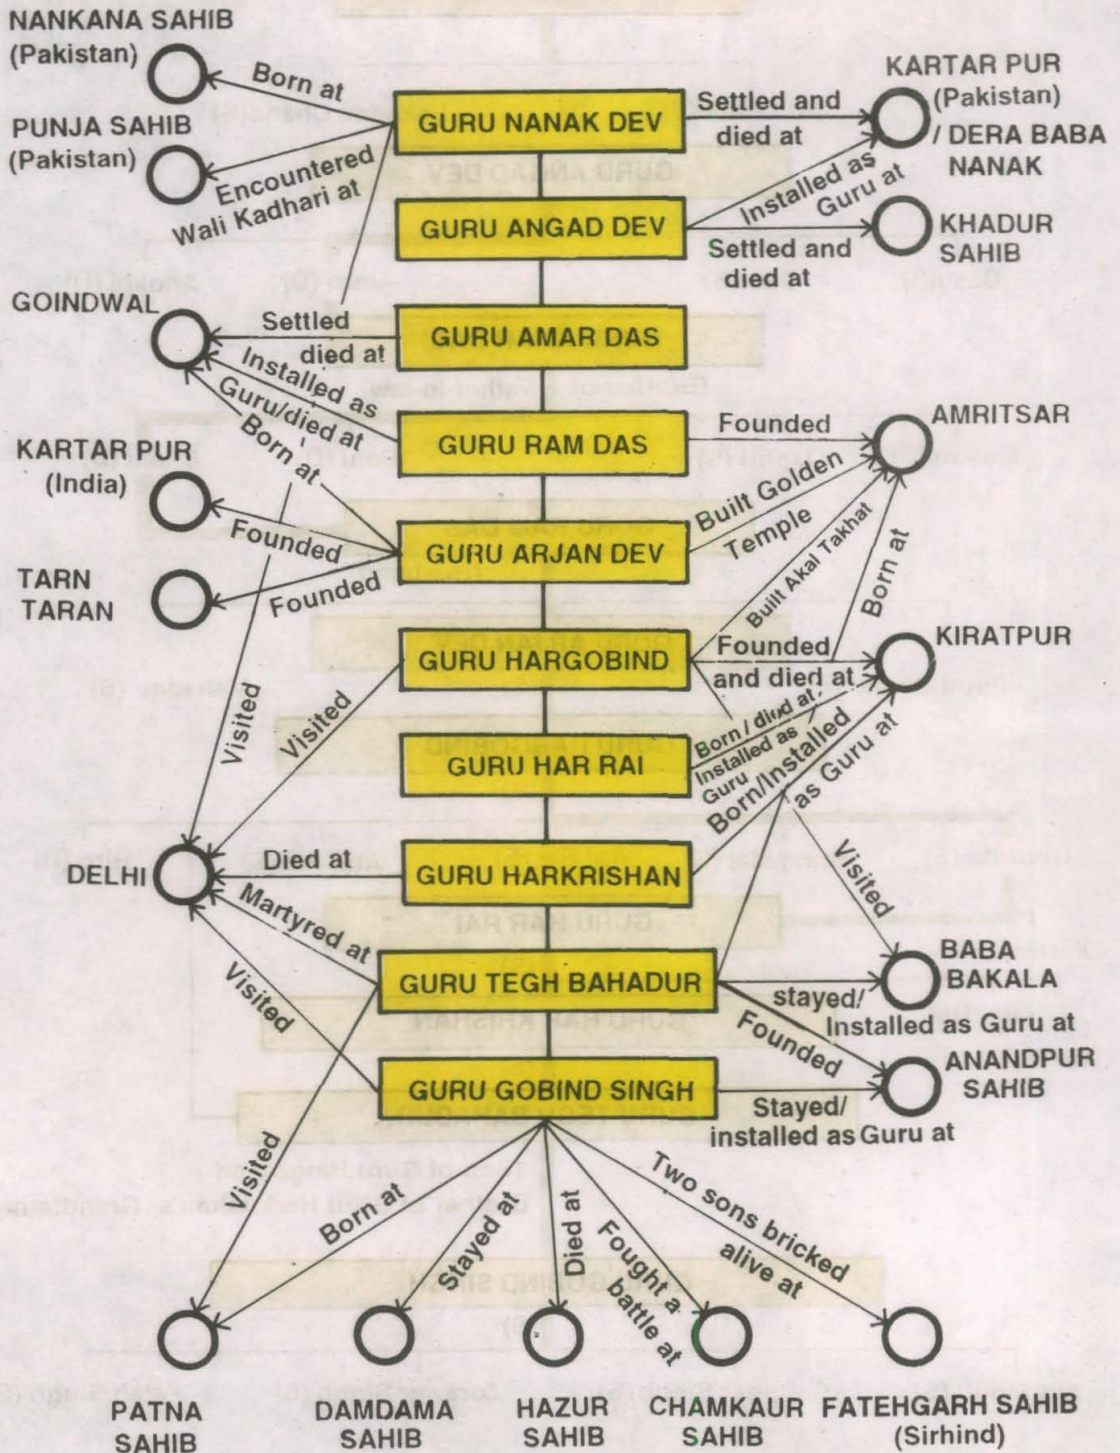 NANKANA SAHIB
(Pakistan)
PUNJA SAHIB
(Pakistan)
Born at
Encountered
Wali Kadhari at
GURU NANAK DEV
Settled and
died at
KARTAR PUR
(Pakistan)
/ DERA BABA
NANAK
Installed as
Guru at
GURU ANGAD DEV
Settled and
died at
KHADUR
SAHIB
GOINDWAL
Settled
died at
GURU AMAR DAS
Installed as
Guru/died at
GURU RAM DAS
Founded
AMRITSAR
Born at
KARTAR PUR
(India)
Founded
TARN
TARAN
Founded
GURU ARJAN DEV
Built Golden
Temple
Built Akal Takhat
Born at
GURU HARGOBIND
Founded
and died at
KIRATPUR
Visited
Visited
GURU HAR RAI
Born / died at
Installed as
Guru
Born/Installed
as Guru at
DELHI
Died at
GURU HARKRISHAN
Visited
Martyred at
GURU TEGH BAHADUR
BABA
BAKALA
stayed/
Installed as Guru at
Founded
Visited
GURU GOBIND SINGH
ANANDPUR
SAHIB
Stayed/
installed as Guru at
Visited
Born at
Stayed at
Died at
Fought a
battle at
Two sons bricked
alive at
PATNA
SAHIB
DAMDAMA
SAHIB
HAZUR
SAHIB
CHAMKAUR
SAHIB
FATEHGARH SAHIB
(Sirhind)